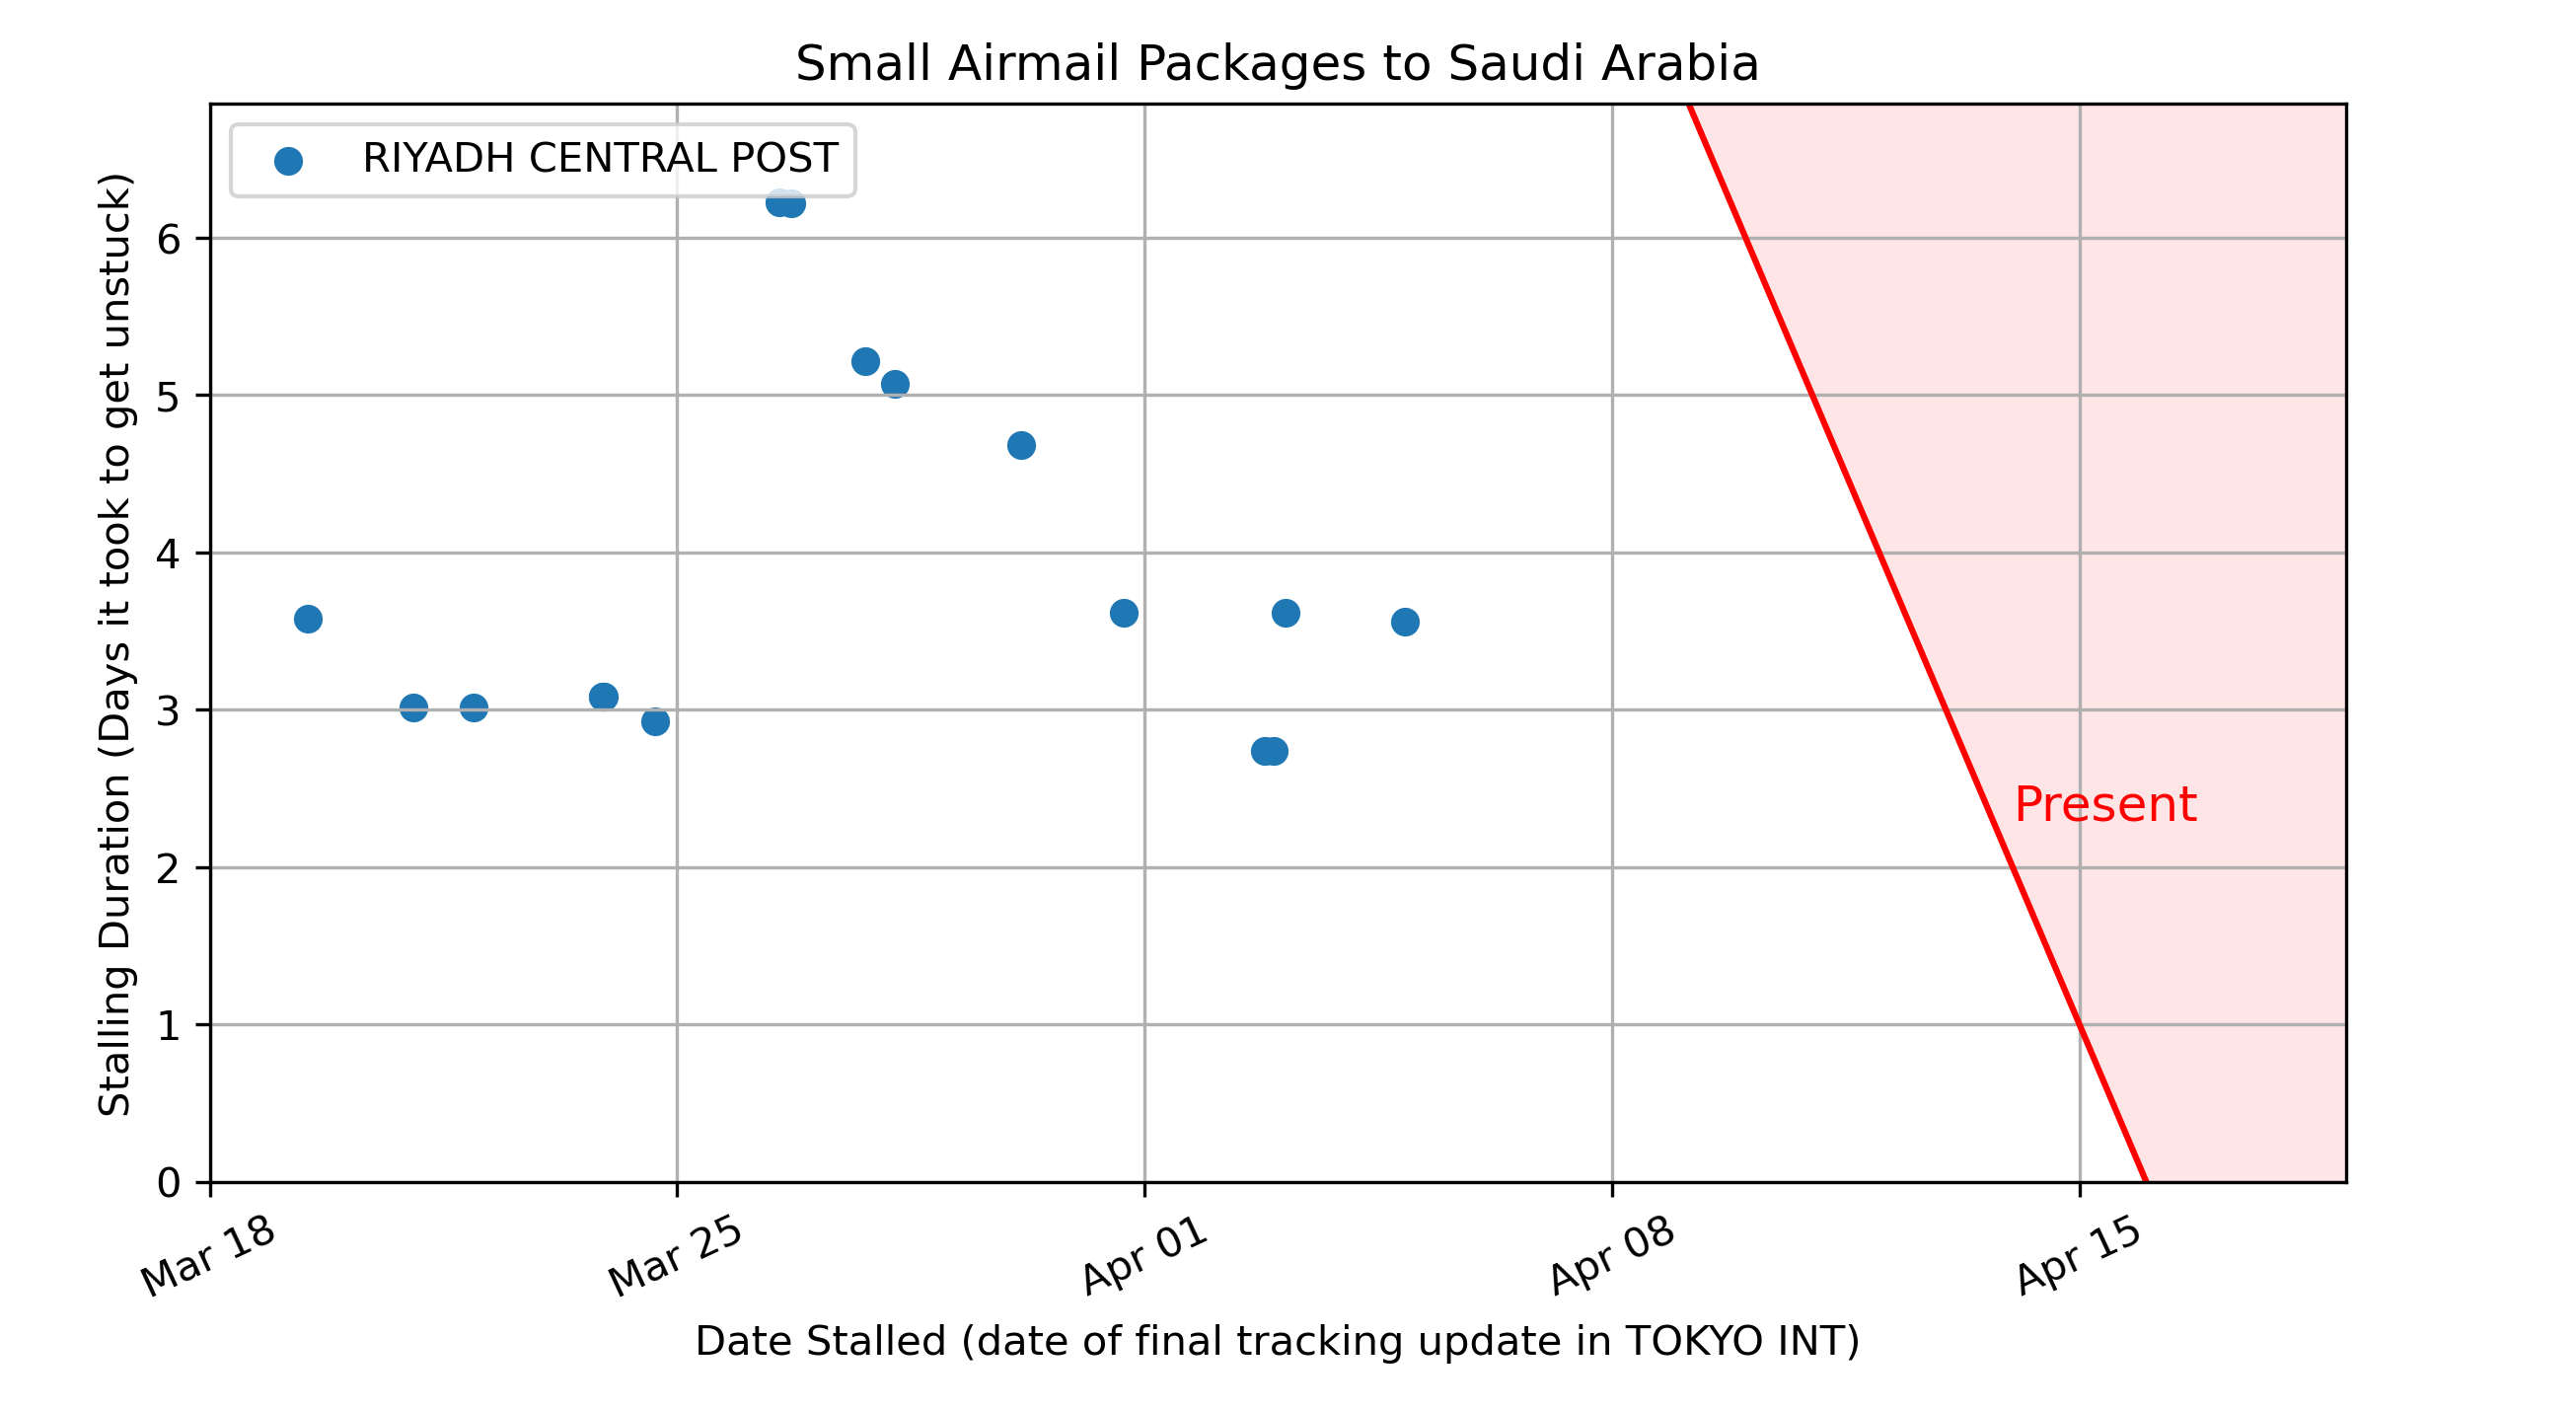 Small Airmail Packages to Saudi Arabia
RIYADH CENTRAL POST
Stalling Duration (Days it took to get unstuck)
6
5
4
3
2
1
0
Present
Mar 18
Mar 25
Apr 01
Apr 08
Apr 15
Date Stalled (date of final tracking update in TOKYO INT)